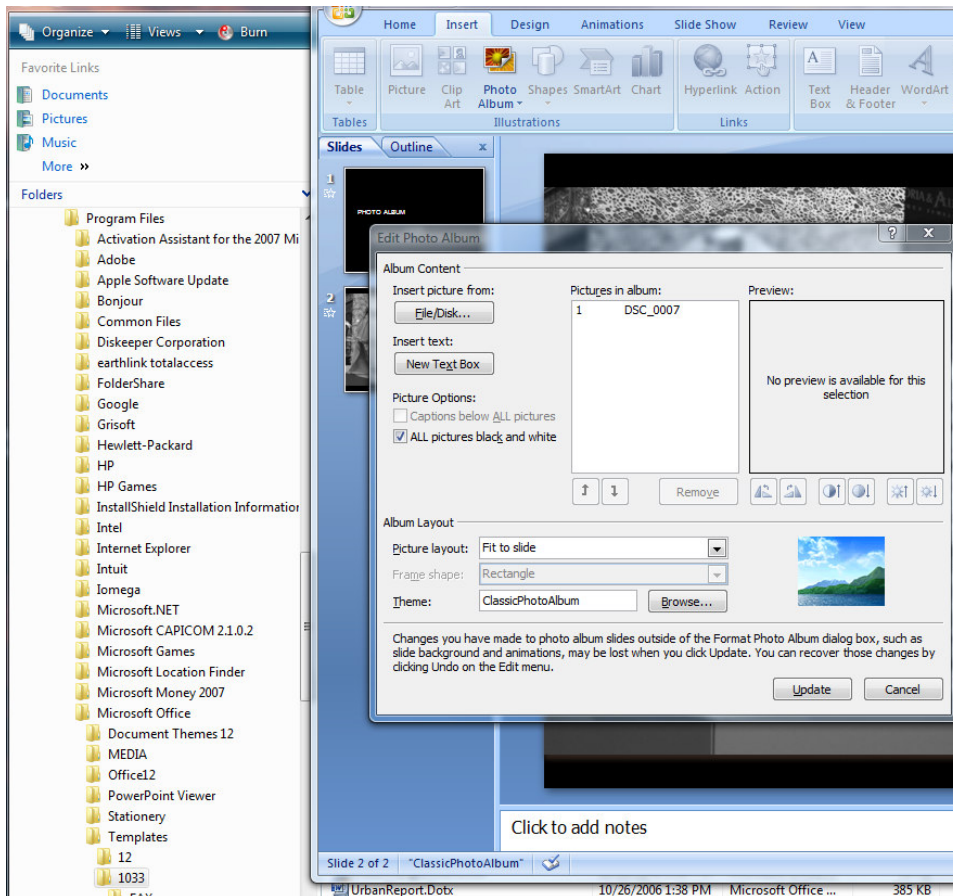 Organize Views Burn
Favorite Links
Documents
Pictures
Music
More »
Folders
Program Files
Activation Assistant for the 2007 Mi
Adobe
Apple Software Update
Bonjour
Common Files
Diskeeper Corporation
earthlink totalaccess
FolderShare
Google
Grisoft
Hewlett-Packard
HP
HP Games
InstallShield Installation Information
Intel
Internet Explorer
Intuit
Iomega
Microsoft.NET
Microsoft CAPICOM 2.1.0.2
Microsoft Games
Microsoft Location Finder
Microsoft Money 2007
Microsoft Office
Document Themes 12
MEDIA
Office12
PowerPoint Viewer
Stationery
Templates
12
1033
FAX
Home Insert Design Animations Slide Show Review View
Table Picture Clip Art Photo Album Shapes SmartArt Chart Hyperlink Action Text Box Header & Footer WordArt
Tables Illustrations Links
Slides Outline x
1
PHOTO ALBUM
2
Edit Photo Album
? X
Album Content
Insert picture from:
File/Disk...
Insert text:
New Text Box
Picture Options:
Captions below ALL pictures
ALL pictures black and white
Pictures in album:
1 DSC_0007
Remove
Preview:
No preview is available for this
selection
Album Layout
Picture layout: Fit to slide
Frame shape: Rectangle
Theme: ClassicPhotoAlbum Browse...
Changes you have made to photo album slides outside of the Format Photo Album dialog box, such as
slide background and animations, may be lost when you click Update. You can recover those changes by
clicking Undo on the Edit menu.
Update Cancel
Click to add notes
Slide 2 of 2 "ClassicPhotoAlbum"
UrbanReport.Dotx 10/26/2006 1:38 PM Microsoft Office ... 385 KB